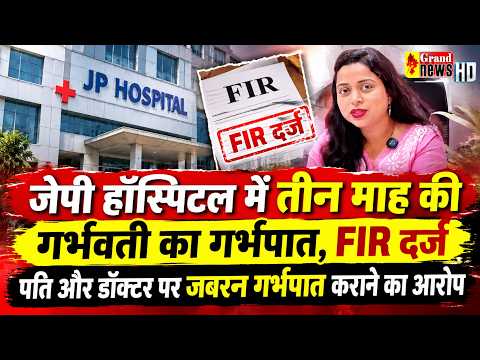 Grand
news HD
JP HOSPITAL
FIR
FIR दर्ज
जेपी हॉस्पिटल में तीन माह की
गर्भवती का गर्भपात, FIR दर्ज
पति और डॉक्टर पर जबरन गर्भपात कराने का आरोप